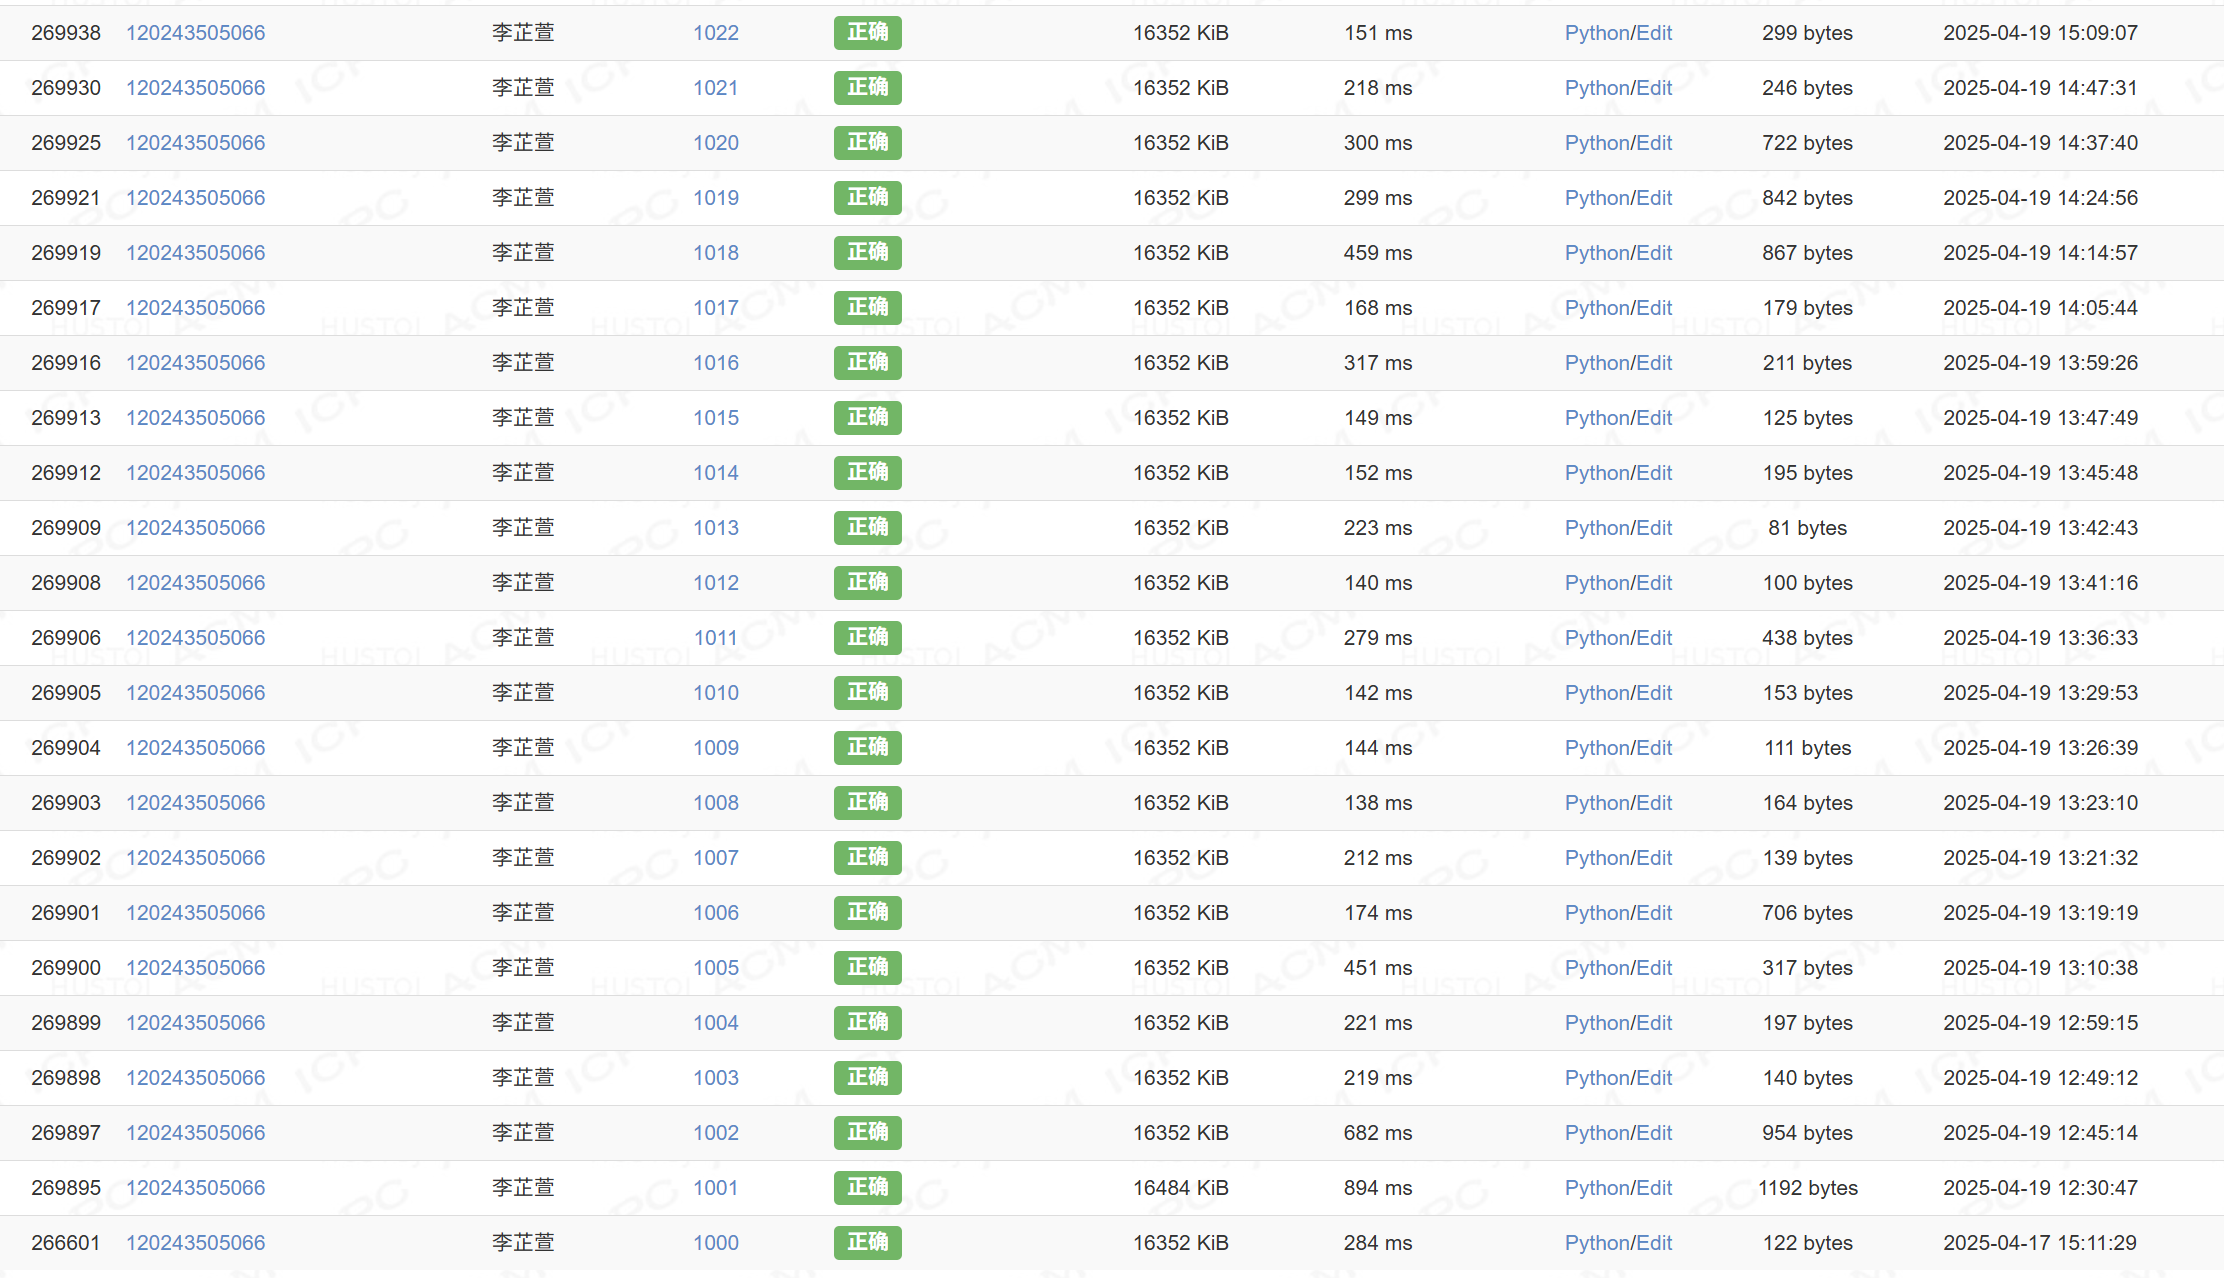 269938 120243505066 李芷萱 1022 正确 16352 KiB 151 ms Python/Edit 299 bytes 2025-04-19 15:09:07
269930 120243505066 李芷萱 1021 正确 16352 KiB 218 ms Python/Edit 246 bytes 2025-04-19 14:47:31
269925 120243505066 李芷萱 1020 正确 16352 KiB 300 ms Python/Edit 722 bytes 2025-04-19 14:37:40
269921 120243505066 李芷萱 1019 正确 16352 KiB 299 ms Python/Edit 842 bytes 2025-04-19 14:24:56
269919 120243505066 李芷萱 1018 正确 16352 KiB 459 ms Python/Edit 867 bytes 2025-04-19 14:14:57
269917 120243505066 李芷萱 1017 正确 16352 KiB 168 ms Python/Edit 179 bytes 2025-04-19 14:05:44
269916 120243505066 李芷萱 1016 正确 16352 KiB 317 ms Python/Edit 211 bytes 2025-04-19 13:59:26
269913 120243505066 李芷萱 1015 正确 16352 KiB 149 ms Python/Edit 125 bytes 2025-04-19 13:47:49
269912 120243505066 李芷萱 1014 正确 16352 KiB 152 ms Python/Edit 195 bytes 2025-04-19 13:45:48
269909 120243505066 李芷萱 1013 正确 16352 KiB 223 ms Python/Edit 81 bytes 2025-04-19 13:42:43
269908 120243505066 李芷萱 1012 正确 16352 KiB 140 ms Python/Edit 100 bytes 2025-04-19 13:41:16
269906 120243505066 李芷萱 1011 正确 16352 KiB 279 ms Python/Edit 438 bytes 2025-04-19 13:36:33
269905 120243505066 李芷萱 1010 正确 16352 KiB 142 ms Python/Edit 153 bytes 2025-04-19 13:29:53
269904 120243505066 李芷萱 1009 正确 16352 KiB 144 ms Python/Edit 111 bytes 2025-04-19 13:26:39
269903 120243505066 李芷萱 1008 正确 16352 KiB 138 ms Python/Edit 164 bytes 2025-04-19 13:23:10
269902 120243505066 李芷萱 1007 正确 16352 KiB 212 ms Python/Edit 139 bytes 2025-04-19 13:21:32
269901 120243505066 李芷萱 1006 正确 16352 KiB 174 ms Python/Edit 706 bytes 2025-04-19 13:19:19
269900 120243505066 李芷萱 1005 正确 16352 KiB 451 ms Python/Edit 317 bytes 2025-04-19 13:10:38
269899 120243505066 李芷萱 1004 正确 16352 KiB 221 ms Python/Edit 197 bytes 2025-04-19 12:59:15
269898 120243505066 李芷萱 1003 正确 16352 KiB 219 ms Python/Edit 140 bytes 2025-04-19 12:49:12
269897 120243505066 李芷萱 1002 正确 16352 KiB 682 ms Python/Edit 954 bytes 2025-04-19 12:45:14
269895 120243505066 李芷萱 1001 正确 16484 KiB 894 ms Python/Edit 1192 bytes 2025-04-19 12:30:47
266601 120243505066 李芷萱 1000 正确 16352 KiB 284 ms Python/Edit 122 bytes 2025-04-17 15:11:29